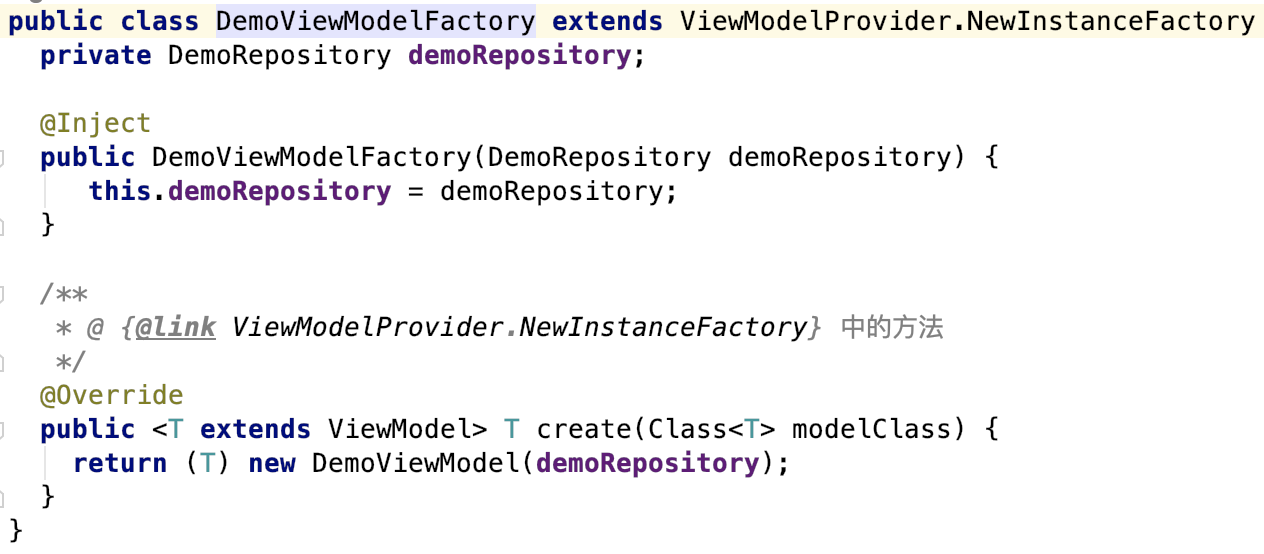 public class DemoViewModelFactory extends ViewModelProvider.NewInstanceFactory
private DemoRepository demoRepository;
@Inject
public DemoViewModelFactory(DemoRepository demoRepository) {
this.demoRepository = demoRepository;
}
/**
* @ {@link ViewModelProvider.NewInstanceFactory} 中的方法
*/
@Override
public <T extends ViewModel> T create(Class<T> modelClass) {
return (T) new DemoViewModel(demoRepository);
}
}